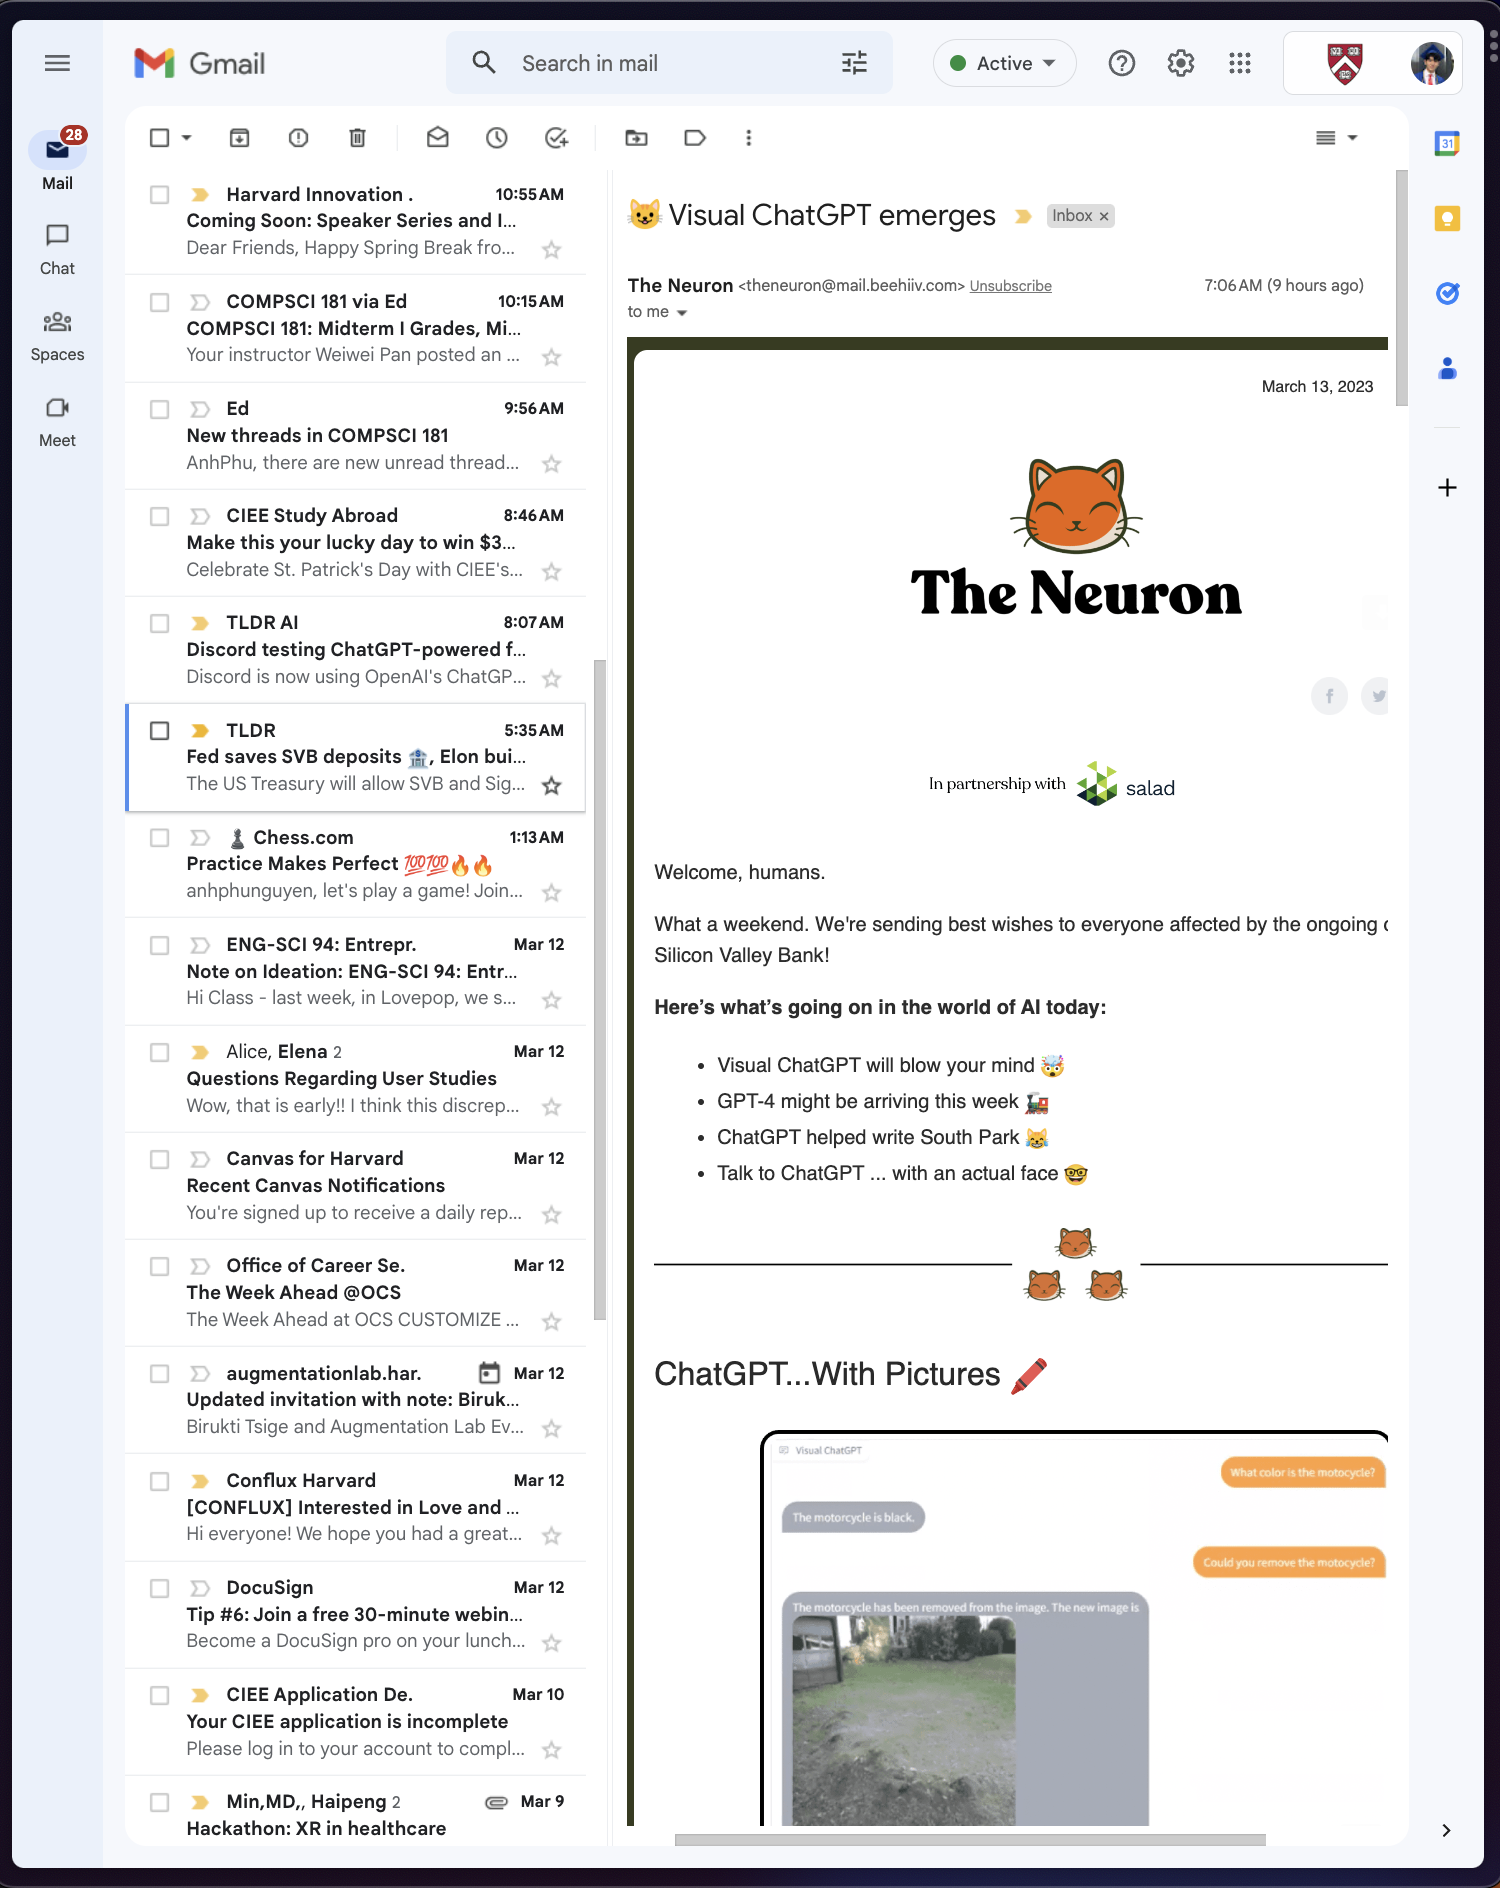 Gmail
Search in mail
Active
28
Mail
Chat
Spaces
Meet
31
Harvard Innovation .
10:55 AM
Coming Soon: Speaker Series and I...
Dear Friends, Happy Spring Break fro...
COMPSCI 181 via Ed
10:15 AM
COMPSCI 181: Midterm I Grades, Mi...
Your instructor Weiwei Pan posted an ...
Ed
9:56 AM
New threads in COMPSCI 181
AnhPhu, there are new unread thread...
CIEE Study Abroad
8:46 AM
Make this your lucky day to win $3...
Celebrate St. Patrick's Day with CIEE's...
TLDR AI
8:07 AM
Discord testing ChatGPT-powered f...
Discord is now using OpenAI's ChatGP...
TLDR
5:35 AM
Fed saves SVB deposits 🏦, Elon bui...
The US Treasury will allow SVB and Sig...
♟️ Chess.com
1:13 AM
Practice Makes Perfect 💯💯🔥🔥
anhphunguyen, let's play a game! Join...
ENG-SCI 94: Entrepr.
Mar 12
Note on Ideation: ENG-SCI 94: Entr...
Hi Class - last week, in Lovepop, we s...
Alice, Elena 2
Mar 12
Questions Regarding User Studies
Wow, that is early!! I think this discrep...
Canvas for Harvard
Mar 12
Recent Canvas Notifications
You're signed up to receive a daily rep...
Office of Career Se.
Mar 12
The Week Ahead @OCS
The Week Ahead at OCS CUSTOMIZE ...
augmentationlab.har.
Mar 12
Updated invitation with note: Biruk...
Birukti Tsige and Augmentation Lab Ev...
Conflux Harvard
Mar 12
[CONFLUX] Interested in Love and ...
Hi everyone! We hope you had a great...
DocuSign
Mar 12
Tip #6: Join a free 30-minute webin...
Become a DocuSign pro on your lunch...
CIEE Application De.
Mar 10
Your CIEE application is incomplete
Please log in to your account to compl...
Min,MD,, Haipeng 2
Mar 9
Hackathon: XR in healthcare
😺 Visual ChatGPT emerges
Inbox ×
The Neuron <theneuron@mail.beehiiv.com> Unsubscribe
7:06 AM (9 hours ago)
to me
March 13, 2023
The Neuron
In partnership with salad
Welcome, humans.
What a weekend. We're sending best wishes to everyone affected by the ongoing
Silicon Valley Bank!
Here’s what’s going on in the world of AI today:
• Visual ChatGPT will blow your mind 🤯
• GPT-4 might be arriving this week 🚂
• ChatGPT helped write South Park 😹
• Talk to ChatGPT ... with an actual face 🤓
ChatGPT...With Pictures 🖍️
Visual ChatGPT
What color is the motocycle?
The motorcycle is black.
Could you remove the motocycle?
The motorcycle has been removed from the image. The new image is